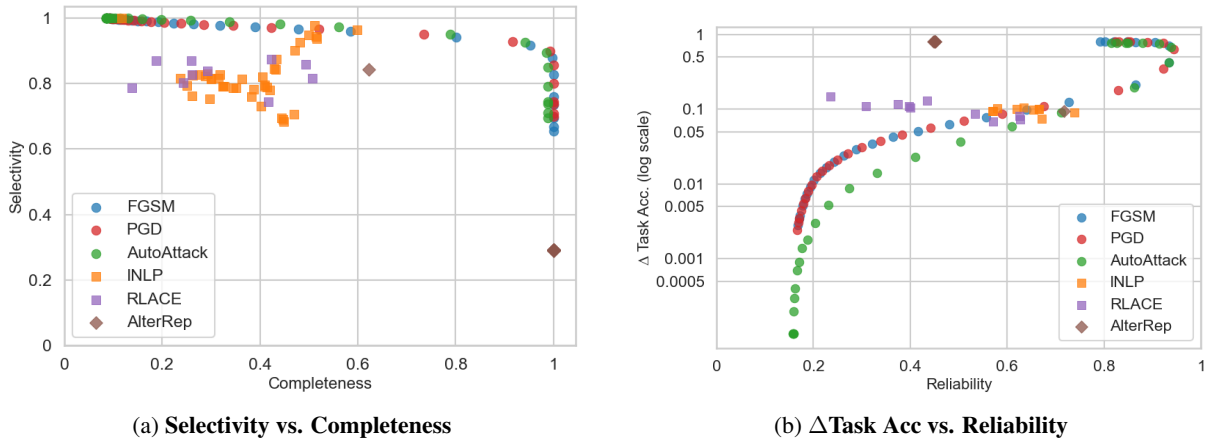 1
0.8
0.6
0.4
0.2
0
Selectivity
FGSM
PGD
AutoAttack
INLP
RLACE
AlterRep
0 0.2 0.4 0.6 0.8 1
Completeness
(a) Selectivity vs. Completeness
1
0.5
0.1
0.05
0.01
0.005
0.001
0.0005
Δ Task Acc. (log scale)
FGSM
PGD
AutoAttack
INLP
RLACE
AlterRep
0.2 0.4 0.6 0.8 1
Reliability
(b) ΔTask Acc vs. Reliability